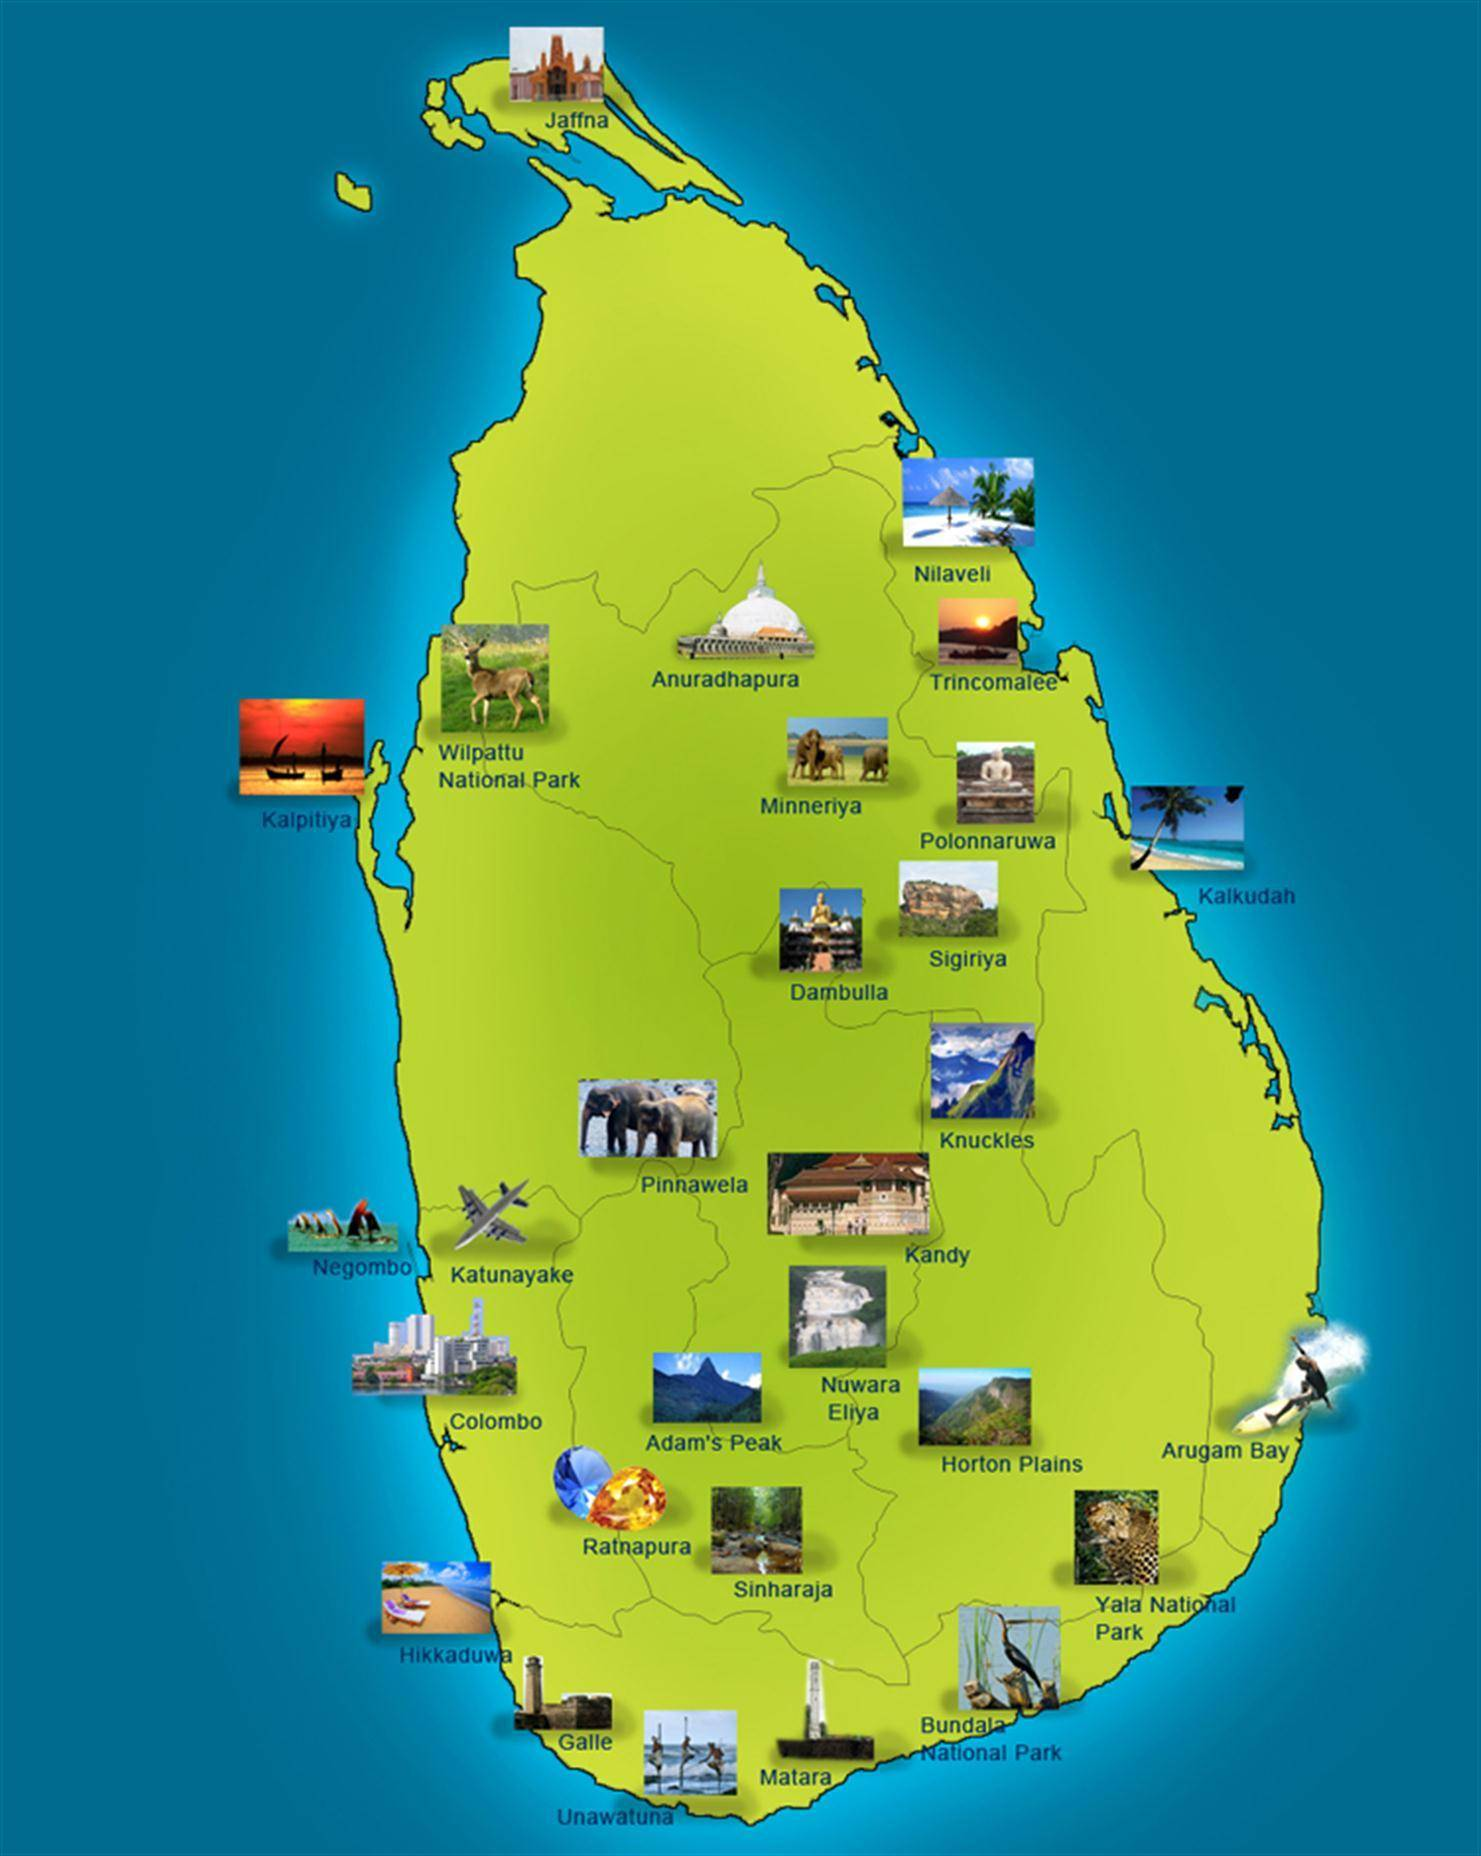 Jaffna
Nilaveli
Trincomalee
Anuradhapura
Wilpattu
National Park
Kalpitiya
Minneriya
Polonnaruwa
Kalkudah
Sigiriya
Dambulla
Knuckles
Pinnawela
Kandy
Negombo
Katunayake
Nuwara
Eliya
Colombo
Adam's Peak
Horton Plains
Arugam Bay
Ratnapura
Sinharaja
Yala National
Park
Hikkaduwa
Galle
Bundala
National Park
Matara
Unawatuna